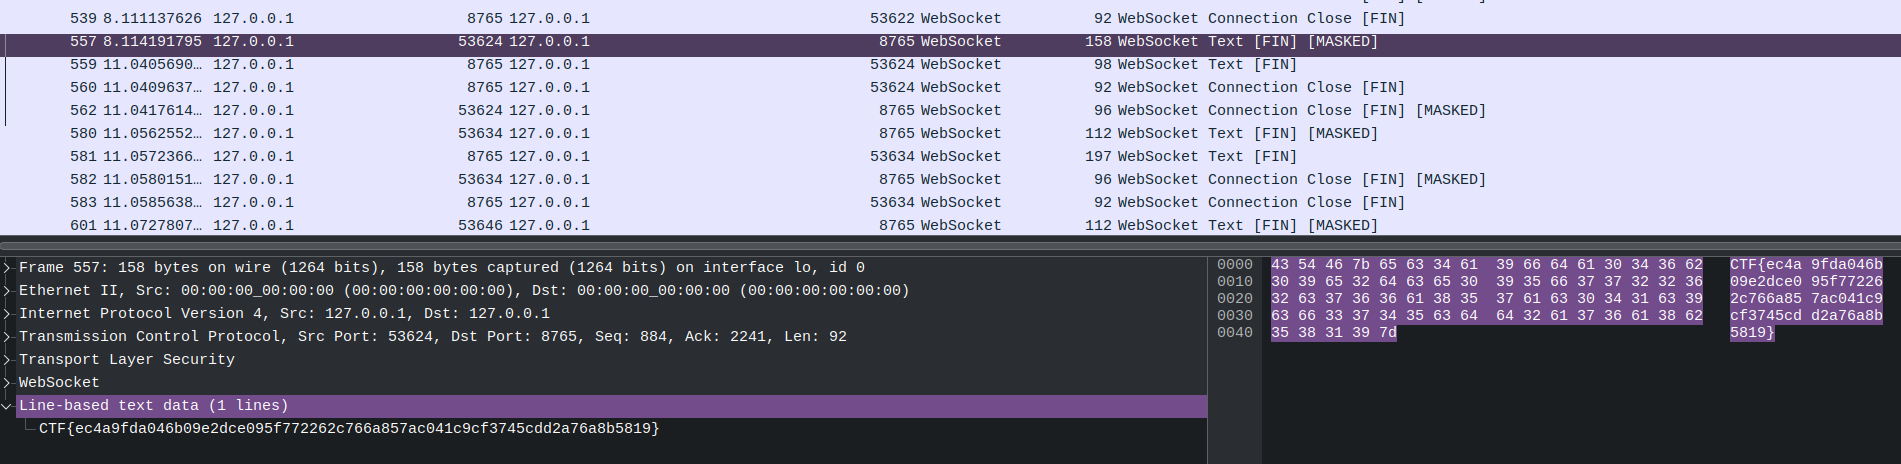 539 8.111137626 127.0.0.1 8765 127.0.0.1 53622 WebSocket 92 WebSocket Connection Close [FIN]
557 8.114191795 127.0.0.1 53624 127.0.0.1 8765 WebSocket 158 WebSocket Text [FIN] [MASKED]
559 11.0405690… 127.0.0.1 8765 127.0.0.1 53624 WebSocket 98 WebSocket Text [FIN]
560 11.0409637… 127.0.0.1 8765 127.0.0.1 53624 WebSocket 92 WebSocket Connection Close [FIN]
562 11.0417614… 127.0.0.1 53624 127.0.0.1 8765 WebSocket 96 WebSocket Connection Close [FIN] [MASKED]
580 11.0562552… 127.0.0.1 53634 127.0.0.1 8765 WebSocket 112 WebSocket Text [FIN] [MASKED]
581 11.0572366… 127.0.0.1 8765 127.0.0.1 53634 WebSocket 197 WebSocket Text [FIN]
582 11.0580151… 127.0.0.1 53634 127.0.0.1 8765 WebSocket 96 WebSocket Connection Close [FIN] [MASKED]
583 11.0585638… 127.0.0.1 8765 127.0.0.1 53634 WebSocket 92 WebSocket Connection Close [FIN]
601 11.0727807… 127.0.0.1 53646 127.0.0.1 8765 WebSocket 112 WebSocket Text [FIN] [MASKED]
Frame 557: 158 bytes on wire (1264 bits), 158 bytes captured (1264 bits) on interface lo, id 0
Ethernet II, Src: 00:00:00_00:00:00 (00:00:00:00:00:00), Dst: 00:00:00_00:00:00 (00:00:00:00:00:00)
Internet Protocol Version 4, Src: 127.0.0.1, Dst: 127.0.0.1
Transmission Control Protocol, Src Port: 53624, Dst Port: 8765, Seq: 884, Ack: 2241, Len: 92
Transport Layer Security
WebSocket
Line-based text data (1 lines)
CTF{ec4a9fda046b09e2dce095f772262c766a857ac041c9cf3745cdd2a76a8b5819}
0000 43 54 46 7b 65 63 34 61 39 66 64 61 30 34 36 62 CTF{ec4a 9fda046b
0010 30 39 65 32 64 63 65 30 39 35 66 37 37 32 32 36 09e2dce0 95f77226
0020 32 63 37 36 36 61 38 35 37 61 63 30 34 31 63 39 2c766a85 7ac041c9
0030 63 66 33 37 34 35 63 64 64 32 61 37 36 61 38 62 cf3745cd d2a76a8b
0040 35 38 31 39 7d 5819}